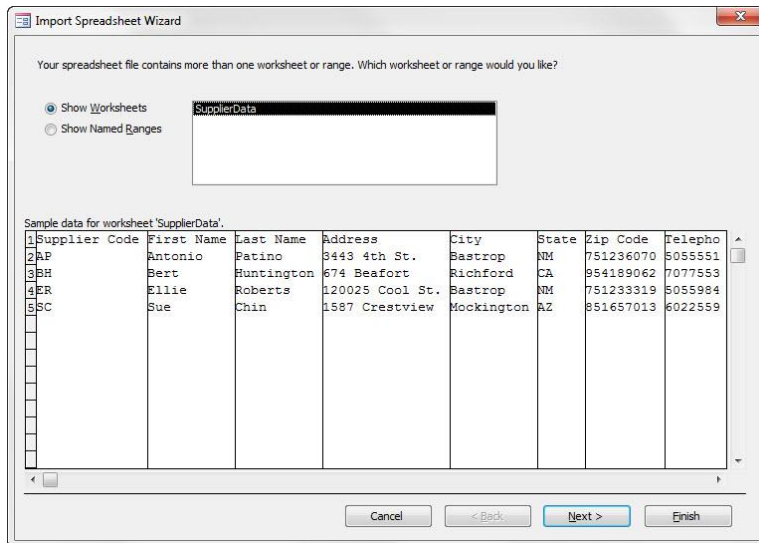 Import Spreadsheet Wizard
Your spreadsheet file contains more than one worksheet or range. Which worksheet or range would you like?
Show Worksheets
Show Named Ranges
SupplierData
Sample data for worksheet 'SupplierData'.
1 Supplier Code First Name Last Name Address City State Zip Code Telepho
2 AP Antonio Patino 3443 4th St. Bastrop NM 751236070 5055551
3 BH Bert Huntington 674 Beafort Richford CA 954189062 7077553
4 ER Ellie Roberts 120025 Cool St. Bastrop NM 751233319 5055984
5 SC Sue Chin 1587 Crestview Mockington AZ 851657013 6022559
Cancel < Back Next > Finish